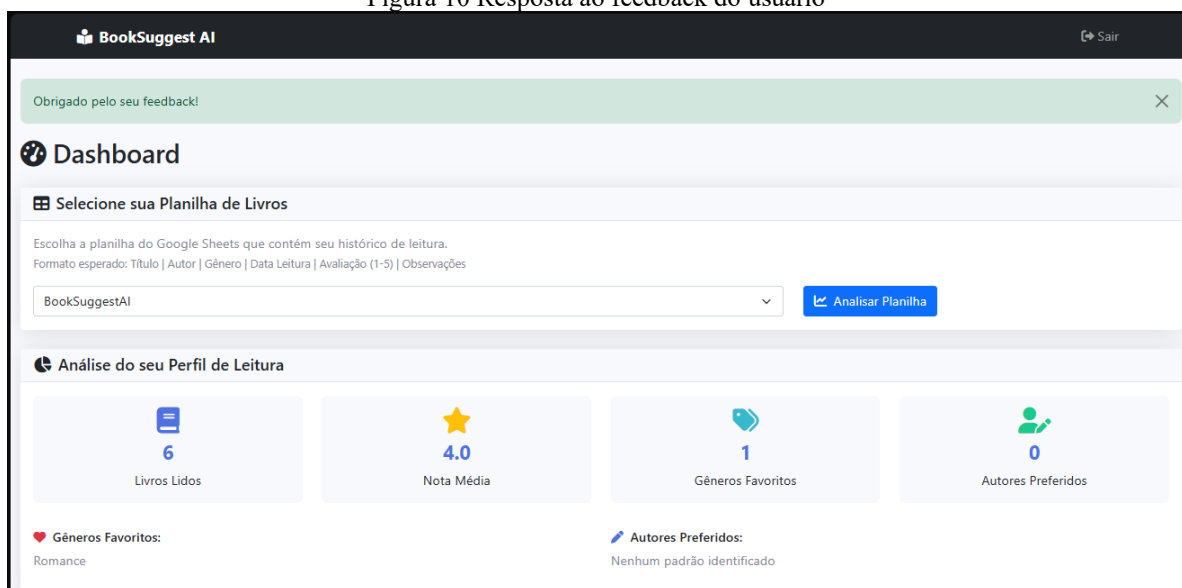 Figura 10 Resposta ao feedback do usuário
BookSuggest AI
Sair
Obrigado pelo seu feedback!
Dashboard
Selecione sua Planilha de Livros
Escolha a planilha do Google Sheets que contém seu histórico de leitura.
Formato esperado: Título | Autor | Gênero | Data Leitura | Avaliação (1-5) | Observações
BookSuggestAI
Analisar Planilha
Análise do seu Perfil de Leitura
6
Livros Lidos
4.0
Nota Média
1
Gêneros Favoritos
0
Autores Preferidos
Gêneros Favoritos:
Romance
Autores Preferidos:
Nenhum padrão identificado